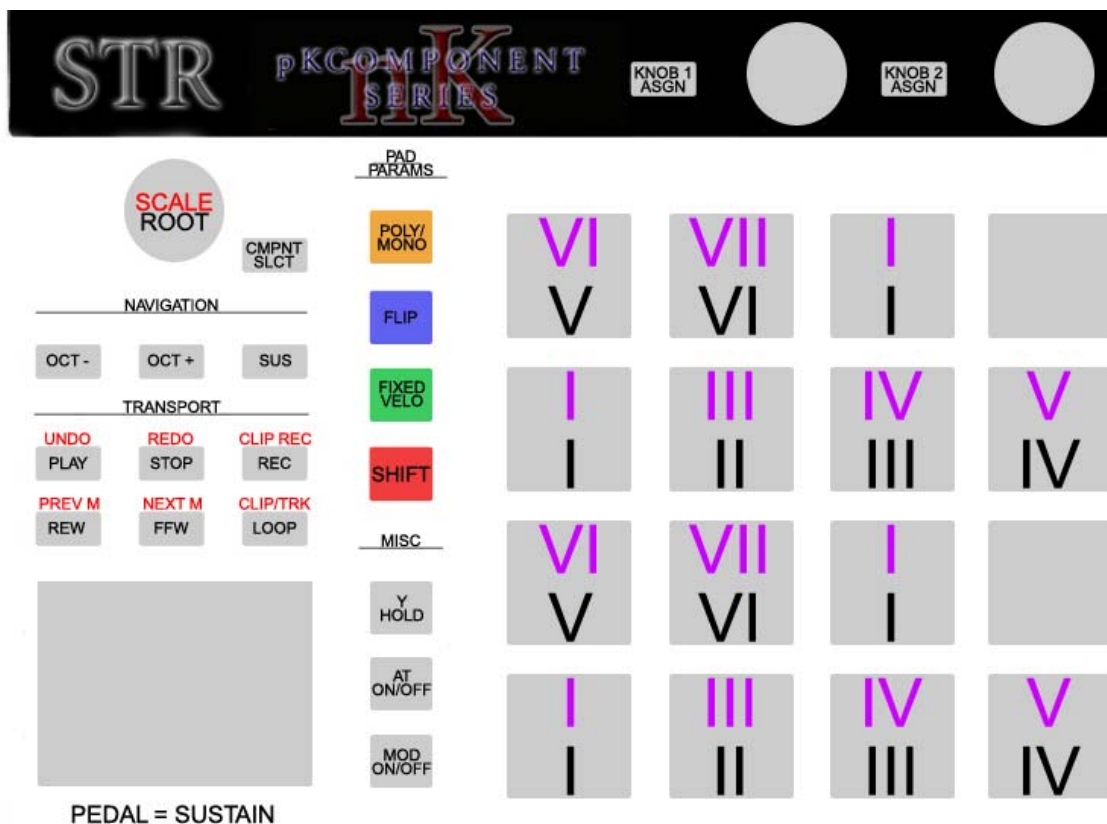 STR
pKCOMPONENT
nK
SERIES
KNOB 1
ASGN
KNOB 2
ASGN
SCALE
ROOT
CMPNT
SLCT
NAVIGATION
OCT -
OCT +
SUS
TRANSPORT
UNDO
REDO
CLIP REC
PLAY
STOP
REC
PREV M
NEXT M
CLIP/TRK
REW
FFW
LOOP
PEDAL = SUSTAIN
PAD
PARAMS
POLY/
MONO
FLIP
FIXED
VELO
SHIFT
MISC
Y
HOLD
AT
ON/OFF
MOD
ON/OFF
VI VII I
V VI I
I III IV V
I II III IV
VI VII I
V VI I
I III IV V
I II III IV